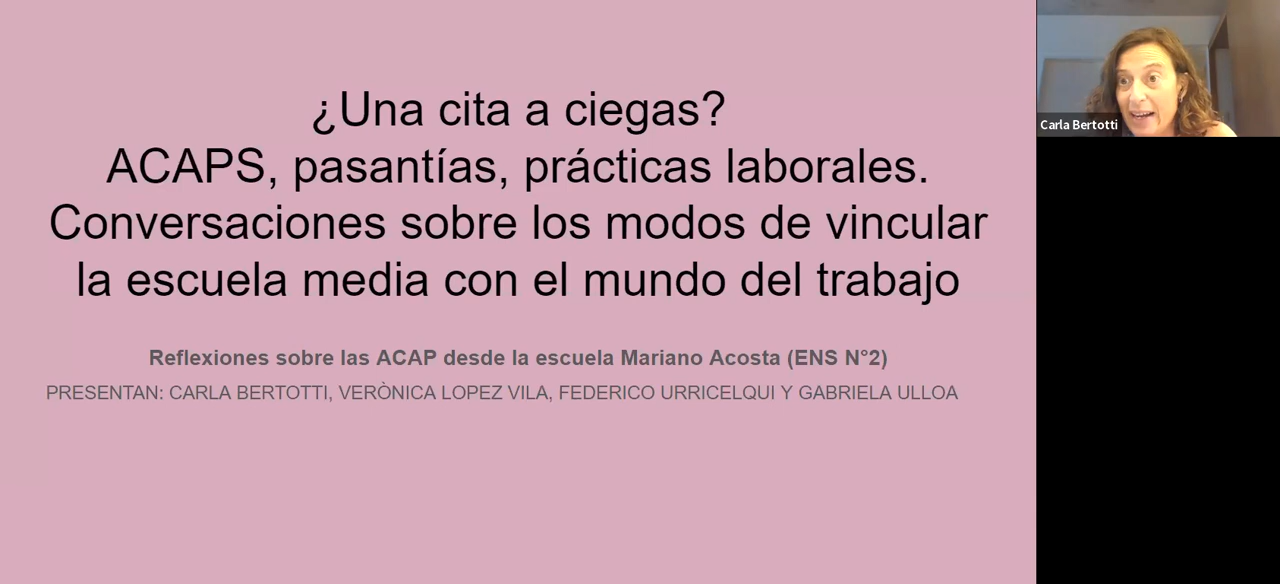 ¿Una cita a ciegas?
ACAPS, pasantías, prácticas laborales.
Conversaciones sobre los modos de vincular
la escuela media con el mundo del trabajo
Reflexiones sobre las ACAP desde la escuela Mariano Acosta (ENS N°2)
PRESENTAN: CARLA BERTOTTI, VERÒNICA LOPEZ VILA, FEDERICO URRICELQUI Y GABRIELA ULLOA
Carla Bertotti